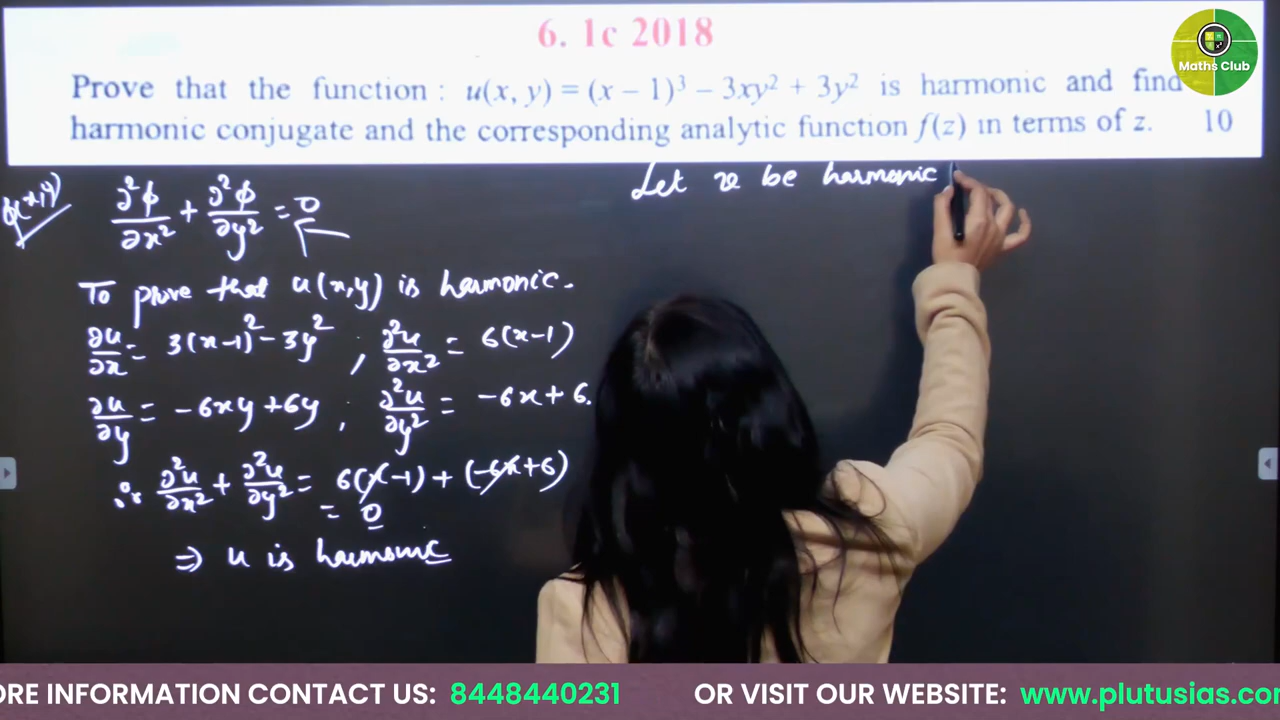 6. 1c 2018
Maths Club
Prove that the function : u(x, y) = (x − 1)³ − 3xy² + 3y² is harmonic and find
harmonic conjugate and the corresponding analytic function f(z) in terms of z. 10
∂²ϕ/∂x² + ∂²ϕ/∂y² = 0
To prove that u(x,y) is harmonic.
∂u/∂x = 3(x−1)² − 3y² ; ∂²u/∂x² = 6(x−1)
∂u/∂y = −6xy + 6y ; ∂²u/∂y² = −6x + 6.
∴ ∂²u/∂x² + ∂²u/∂y² = 6(x−1) + (−6x+6)
= 0
⇒ u is harmonic
Let v be harmonic
ORE INFORMATION CONTACT US: 8448440231 OR VISIT OUR WEBSITE: www.plutusias.com